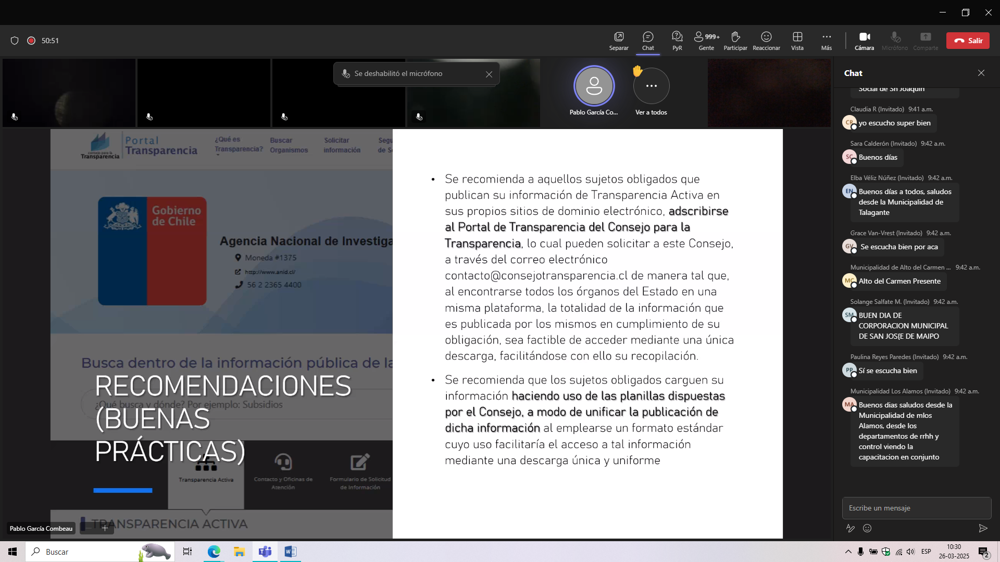 50:51
Separar
Chat
PyR
999+
Gente
Participar
Reaccionar
Vista
Más
Cámara
Micrófono
Comparte
Salir
Se deshabilitó el micrófono
Pablo García Co...
Ver a todos
Portal
Transparencia
consejo para la
Transparencia
¿Qué es
Transparencia?
Buscar
Organismos
Solicitar
información
Segu
de S
Gobierno
de Chile
Agencia Nacional de Investiga
Moneda #1375
http://www.anid.cl/
56 2 2365 4400
Busca dentro de la información pública de la
¿Qué busca y dónde? Por ejemplo: Subsidios
RECOMENDACIONES
(BUENAS
PRÁCTICAS)
Transparencia Activa
Contacto y Oficinas de
Atención
Formulario de Solicitud
de Información
TRANSPARENCIA ACTIVA
Pablo García Combeau
• Se recomienda a aquellos sujetos obligados que
publican su información de Transparencia Activa en
sus propios sitios de dominio electrónico, adscribirse
al Portal de Transparencia del Consejo para la
Transparencia, lo cual pueden solicitar a este Consejo,
a través del correo electrónico
contacto@consejotransparencia.cl de manera tal que,
al encontrarse todos los órganos del Estado en una
misma plataforma, la totalidad de la información que
es publicada por los mismos en cumplimiento de su
obligación, sea factible de acceder mediante una única
descarga, facilitándose con ello su recopilación.
• Se recomienda que los sujetos obligados carguen su
información haciendo uso de las planillas dispuestas
por el Consejo, a modo de unificar la publicación de
dicha información al emplearse un formato estándar
cuyo uso facilitaría el acceso a tal información
mediante una descarga única y uniforme
Chat
Social de Sn Joaquin
Claudia R (Invitado) 9:41 a.m.
CR
yo escucho super bien
Sara Calderón (Invitado) 9:42 a.m.
SC
Buenos días
Elba Véliz Núñez (Invitado) 9:42 a.m.
EN
Buenos días a todos, saludos
desde la Municipalidad de
Talagante
Grace Van-Vrest (Invitado) 9:42 a.m.
GV
Se escucha bien por aca
Municipalidad de Alto del Carmen ... 9:42 a.m.
MC
Alto del Carmen Presente
Solange Salfate M. (Invitado) 9:42 a.m.
SM
BUEN DIA DE
CORPORACION MUNICIPAL
DE SAN JOS{E DE MAIPO
Paulina Reyes Paredes (Invitado) 9:42 a.m.
PP
Sí se escucha bien
Municipalidad Los Alamos (Invitado) 9:42 a.m.
MA
Buenos dias saludos desde la
Municipalidad de mlos
Alamos, desde los
departamentos de rrhh y
control viendo la
capacitacion en conjunto
Escribe un mensaje
Buscar
ESP
10:30
26-03-2025
2